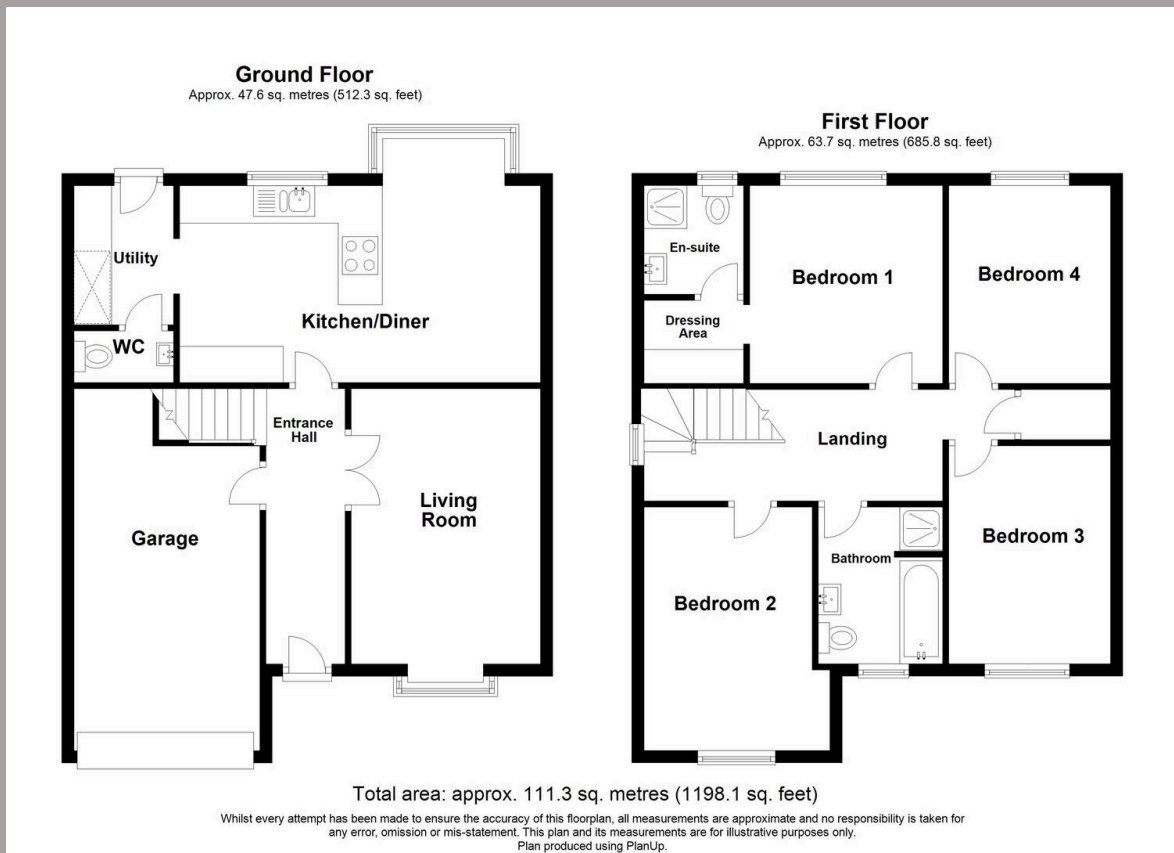 Ground Floor
Approx. 47.6 sq. metres (512.3 sq. feet)
Utility
WC
Kitchen/Diner
Entrance
Hall
Living
Room
Garage
First Floor
Approx. 63.7 sq. metres (685.8 sq. feet)
En-suite
Bedroom 1
Bedroom 4
Dressing
Area
Landing
Bedroom 2
Bathroom
Bedroom 3
Total area: approx. 111.3 sq. metres (1198.1 sq. feet)
Whilst every attempt has been made to ensure the accuracy of this floorplan, all measurements are approximate and no responsibility is taken for
any error, omission or mis-statement. This plan and its measurements are for illustrative purposes only.
Plan produced using PlanUp.